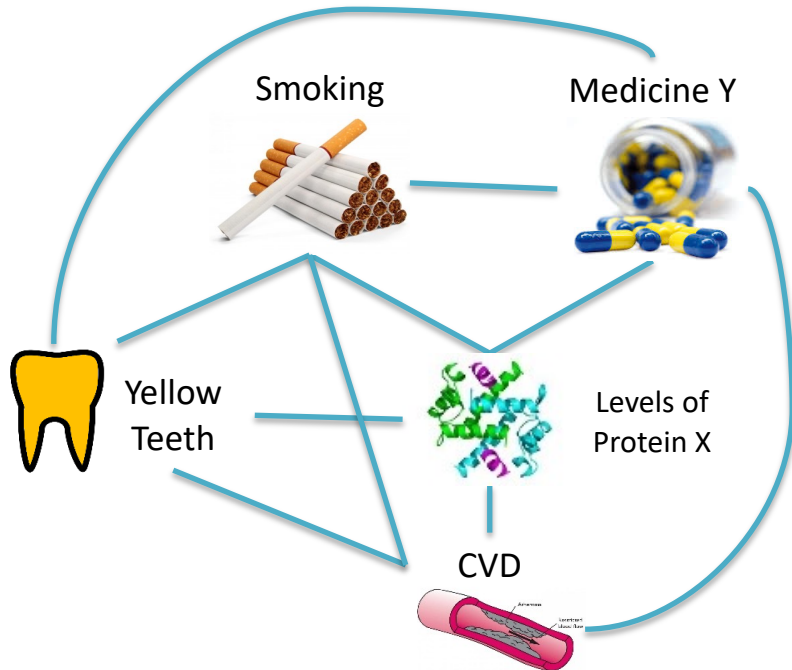 Smoking
Medicine Y
Yellow
Teeth
Levels of
Protein X
CVD